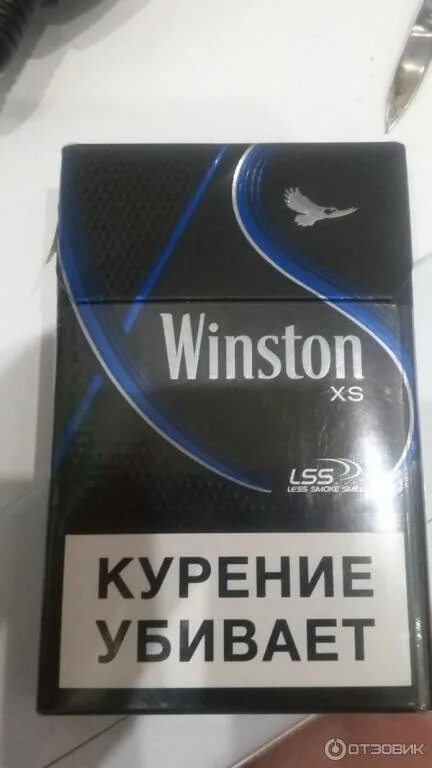 Winston
XS
LSS
LESS SMOKE SMELL
КУРЕНИЕ
УБИВАЕТ
ОТЗОВИК